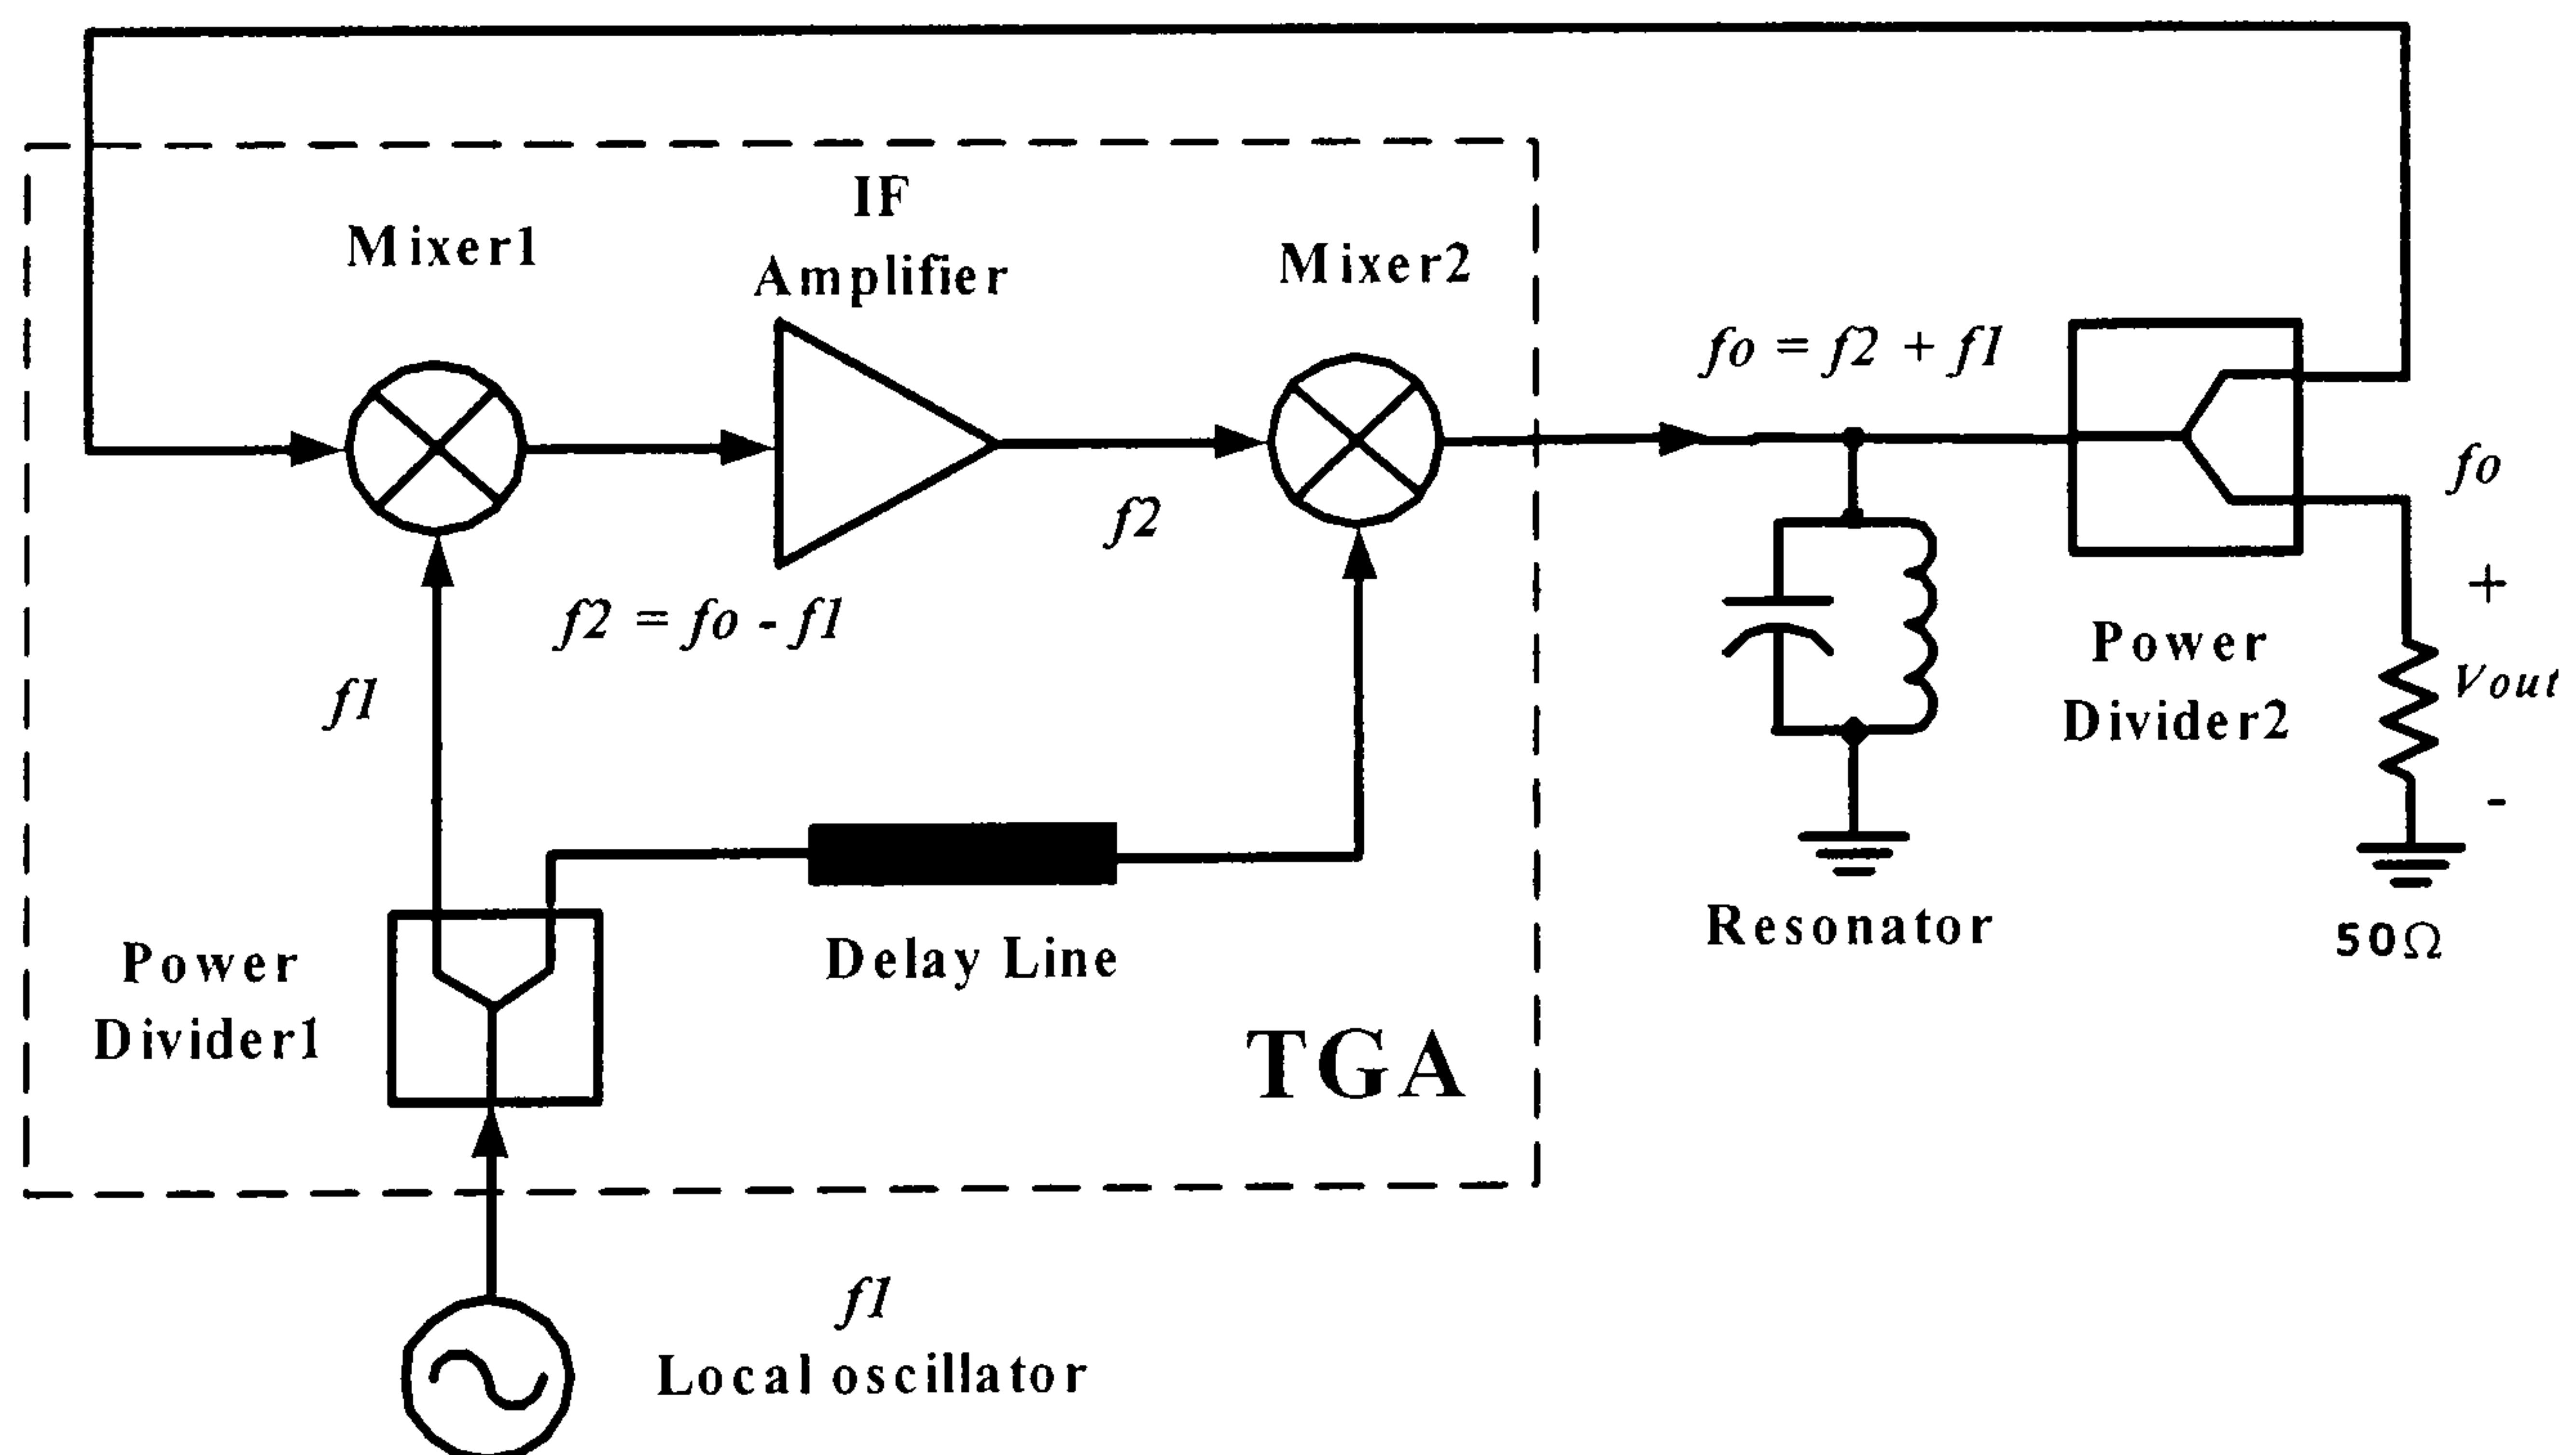 IF
Amplifier
Mixer1
Mixer2
fo = f2 + f1
f2
fo
+
Vout
-
50Ω
f2 = fo - f1
f1
Power
Divider2
Resonator
Power
Divider1
Delay Line
TGA
f1
Local oscillator